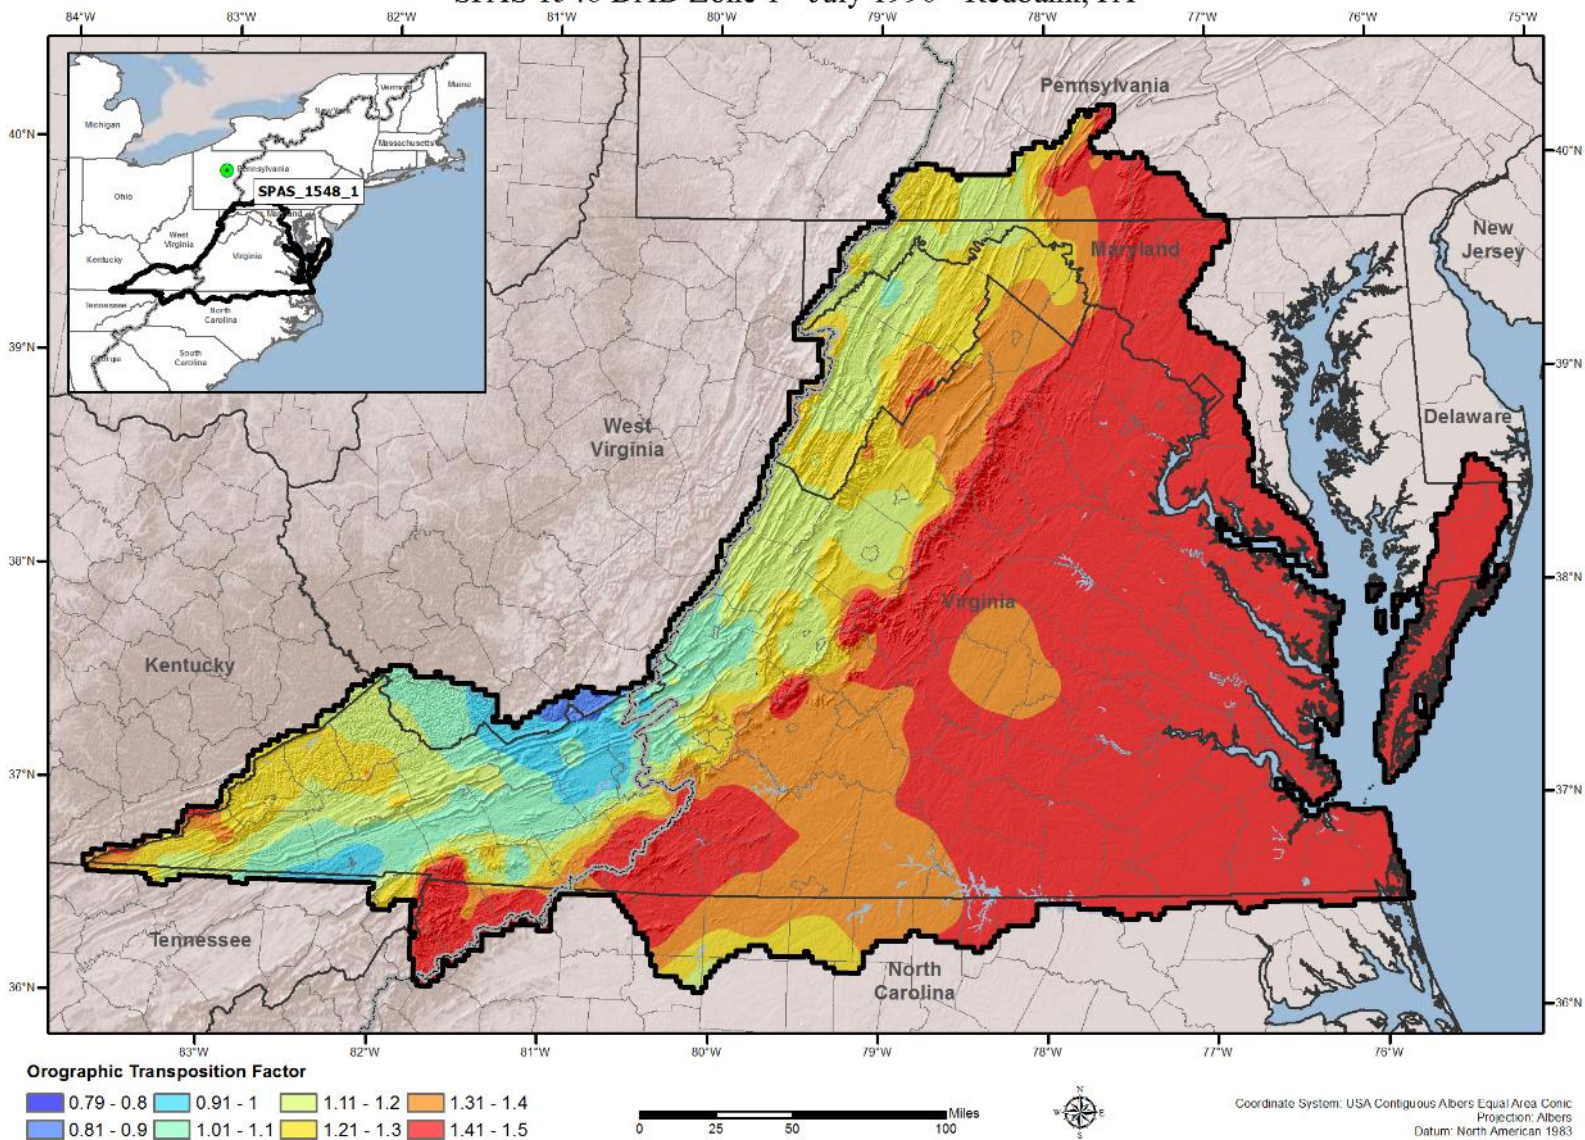 84°W 83°W 82°W 81°W 80°W 79°W 78°W 77°W 76°W 75°W
Michigan
Vermont
Maine
Massachusetts
Pennsylvania
Ohio
SPAS_1548_1
Maryland
West
Virginia
Virginia
Kentucky
Tennessee
North
Carolina
Georgia
South
Carolina
Pennsylvania
New
Jersey
Maryland
Delaware
West
Virginia
Virginia
Kentucky
Tennessee
North
Carolina
40°N
39°N
38°N
37°N
36°N
40°N
39°N
38°N
37°N
36°N
83°W 82°W 81°W 80°W 79°W 78°W 77°W 76°W
Orographic Transposition Factor
0.79 - 0.8 0.91 - 1 1.11 - 1.2 1.31 - 1.4
0.81 - 0.9 1.01 - 1.1 1.21 - 1.3 1.41 - 1.5
Miles
0 25 50 100
N
W E
S
Coordinate System: USA Contiguous Albers Equal Area Conic
Projection: Albers
Datum: North American 1983